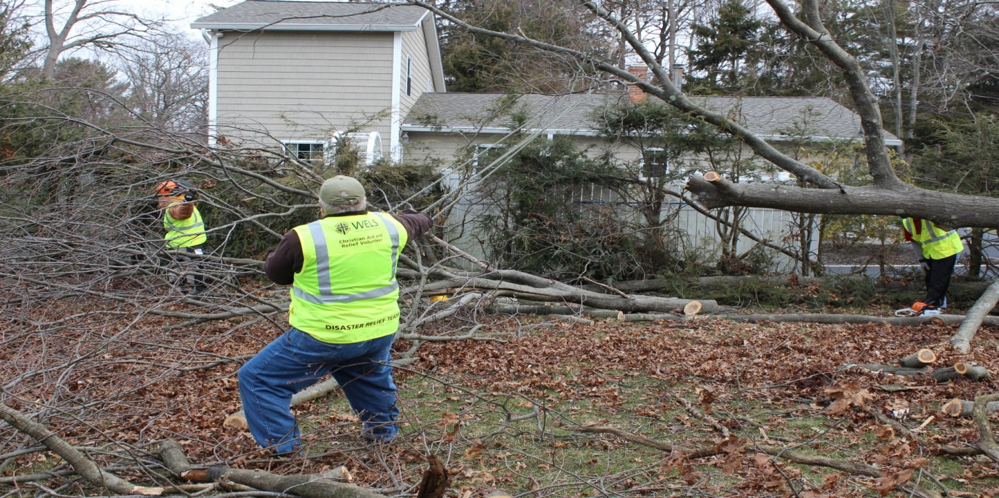 WELS
Christian Aid and
Relief Volunteer
DISASTER RELIEF TEAM